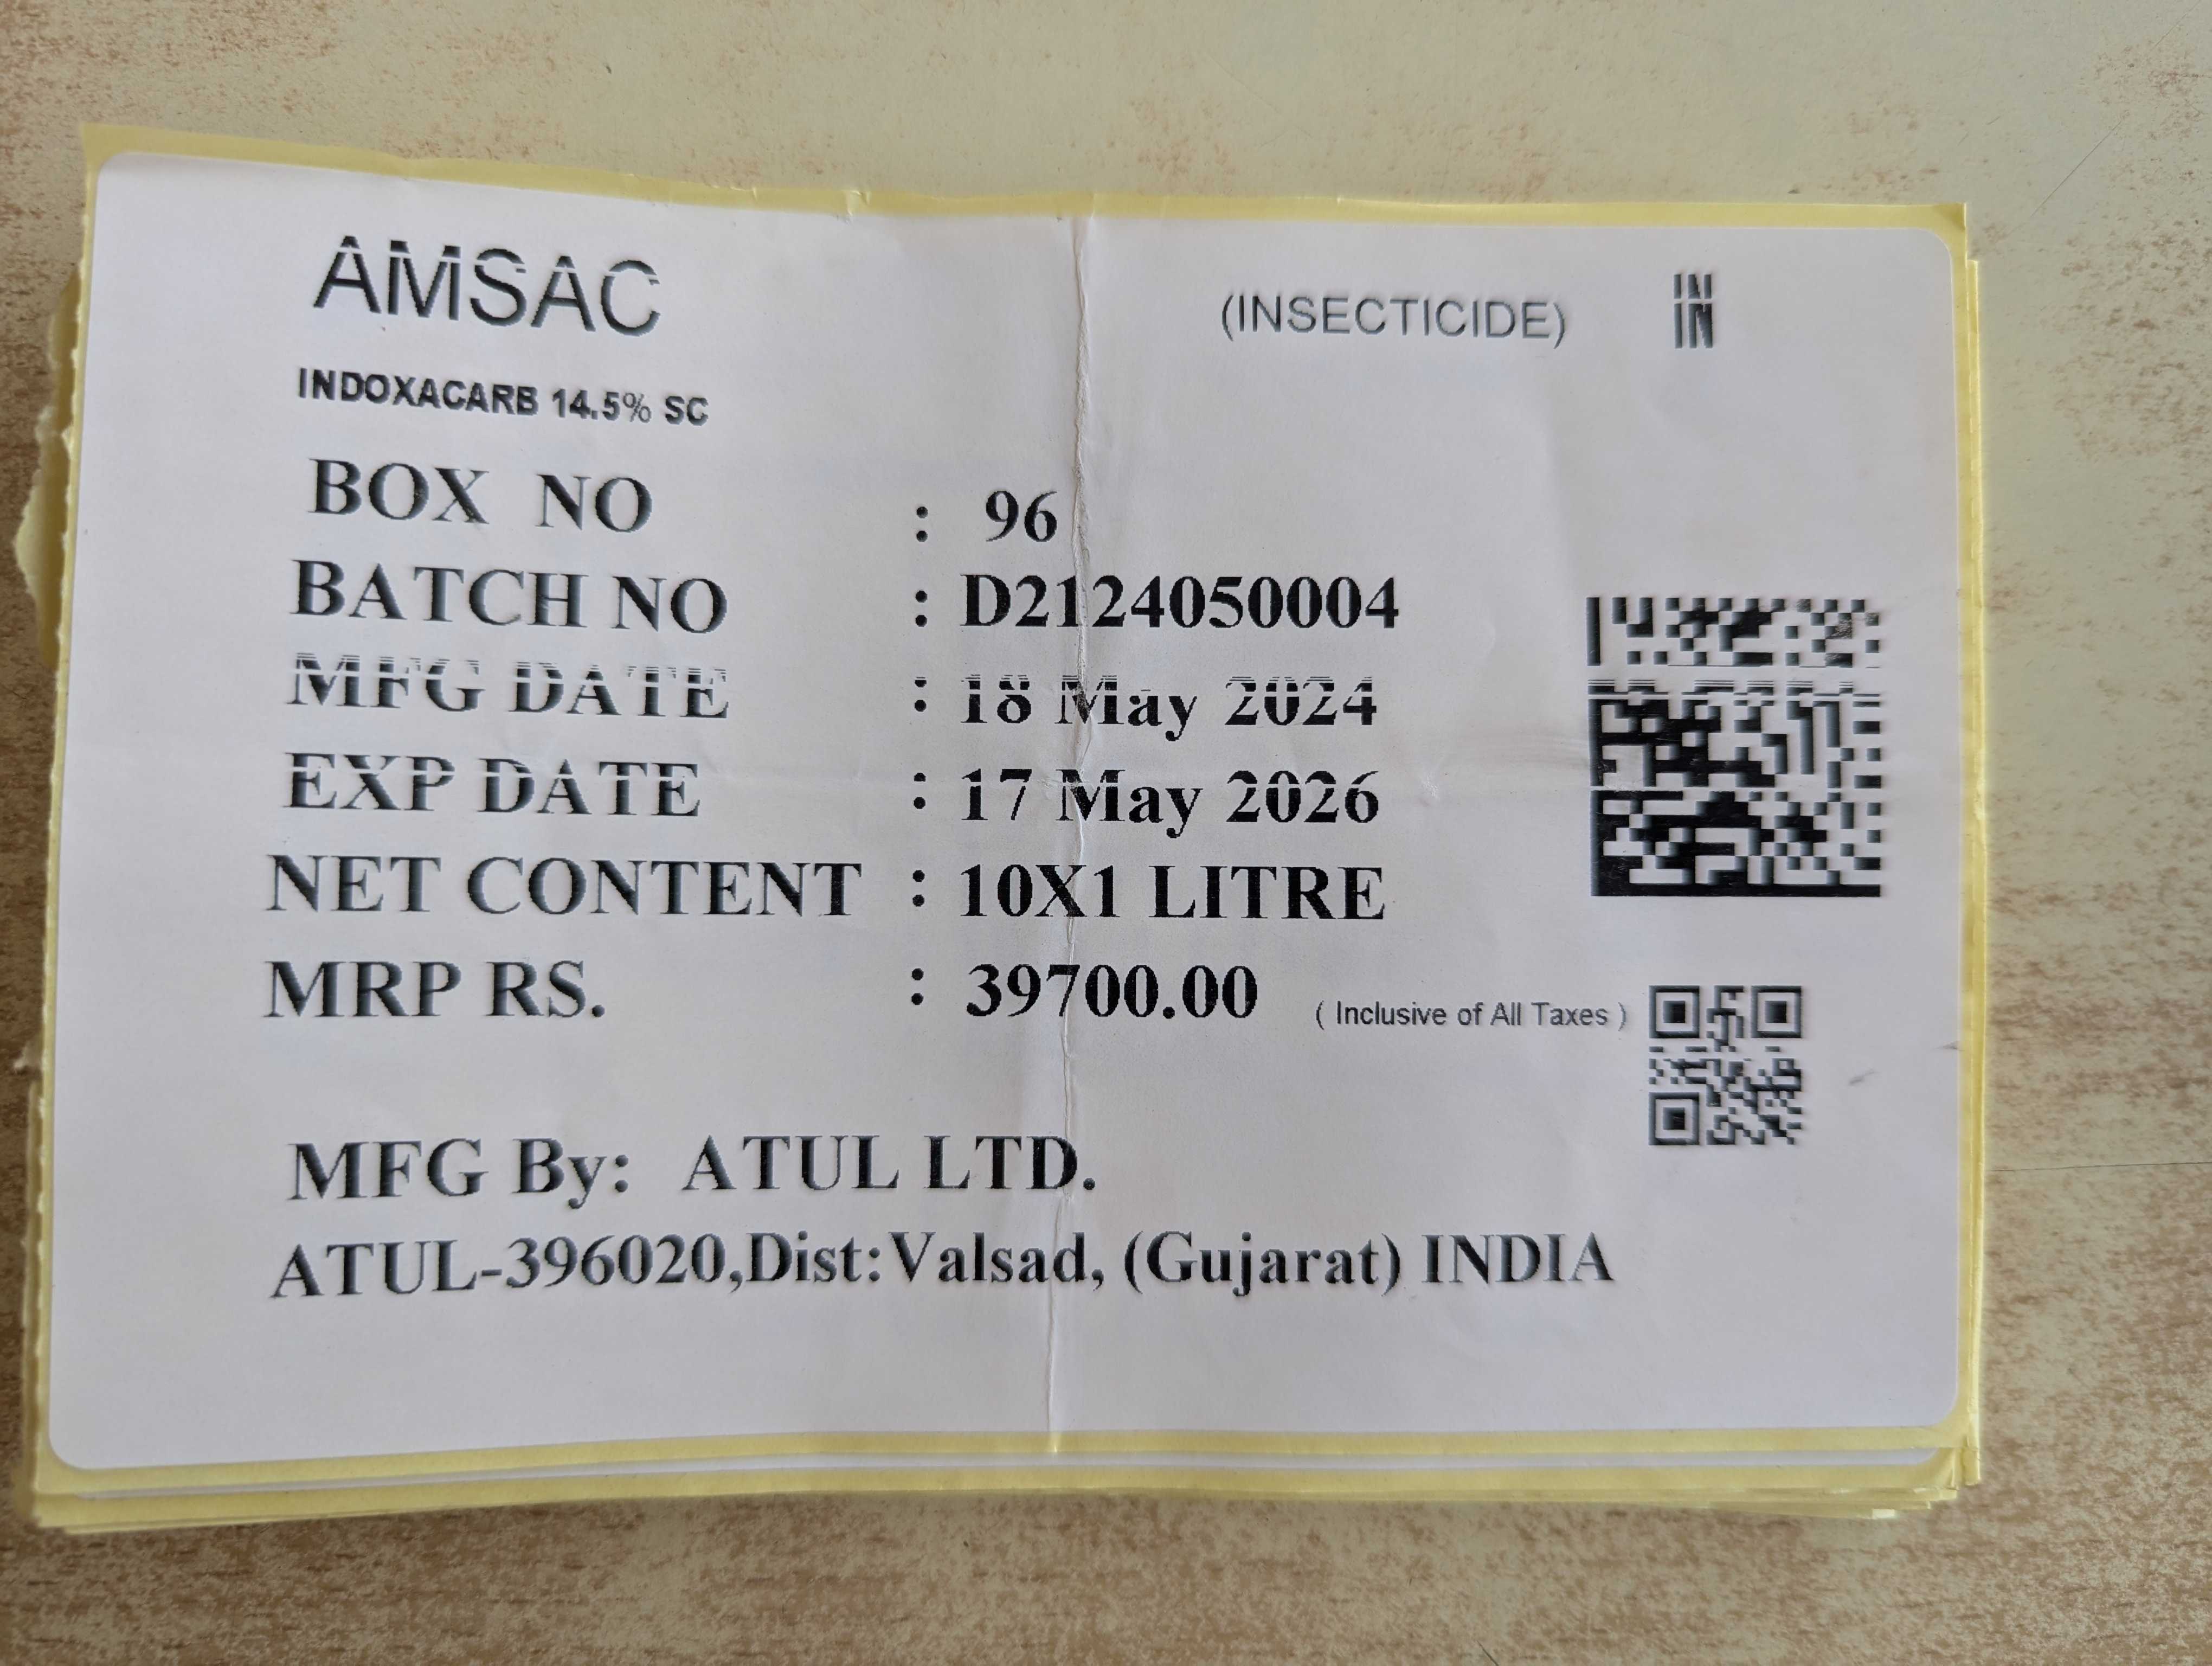 AMSAC (INSECTICIDE) IN
INDOXACARB 14.5% SC
BOX NO : 96
BATCH NO : D2124050004
MFG DATE : 18 May 2024
EXP DATE : 17 May 2026
NET CONTENT : 10X1 LITRE
MRP RS. : 39700.00 ( Inclusive of All Taxes )
MFG By: ATUL LTD.
ATUL-396020,Dist:Valsad, (Gujarat) INDIA